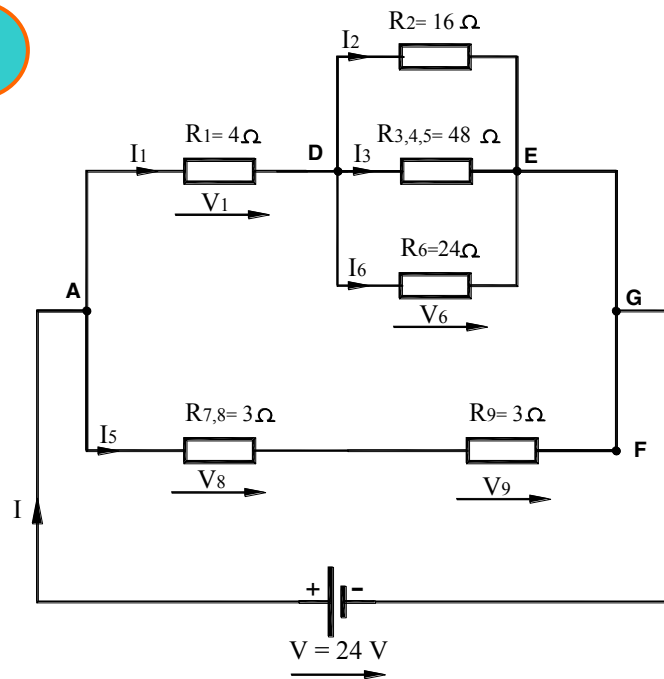 R2= 16 Ω
I2
R1= 4Ω
D
I3
R3,4,5= 48 Ω
E
I1
V1
I6
R6=24Ω
V6
A
G
R7,8= 3Ω
R9= 3Ω
I5
F
V8
V9
I
+ -
V = 24 V